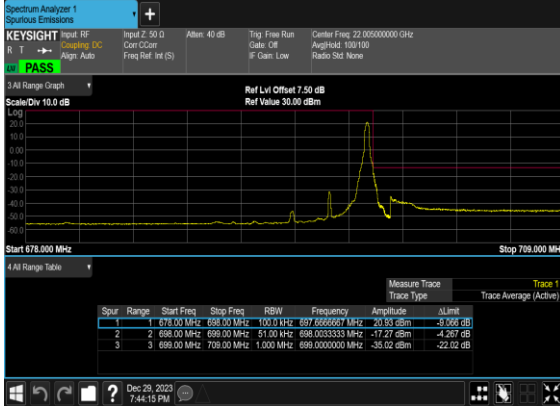 Spectrum Analyzer 1
Spurious Emissions
+
KEYSIGHT Input: RF Input Z: 50 Ω Atten: 40 dB Trig: Free Run Center Freq: 22.005000000 GHz
R T Coupling: DC Corr CCorr Gate: Off Avg|Hold: 100/100
Align: Auto Freq Ref: Int (S) IF Gain: Low Radio Std: None
PASS
3 All Range Graph Ref Lvl Offset 7.50 dB
Scale/Div 10.0 dB Ref Value 30.00 dBm
Log
20.0
10.0
0.00
-10.0
-20.0
-30.0
-40.0
-50.0
-60.0
Start 678.000 MHz Stop 709.000 MH
4 All Range Table
Measure Trace Trace 1
Trace Type Trace Average (Active)
Spur Range Start Freq Stop Freq RBW Frequency Amplitude ΔLimit
1 1 678.00 MHz 698.00 MHz 100.0 kHz 697.6666667 MHz 20.93 dBm -9.066 dB
2 2 698.00 MHz 699.00 MHz 51.00 kHz 698.0033333 MHz -17.27 dBm -4.267 dB
3 3 699.00 MHz 709.00 MHz 1.000 MHz 699.0000000 MHz -35.02 dBm -22.02 dB
? Dec 29, 2023
7:44:15 PM